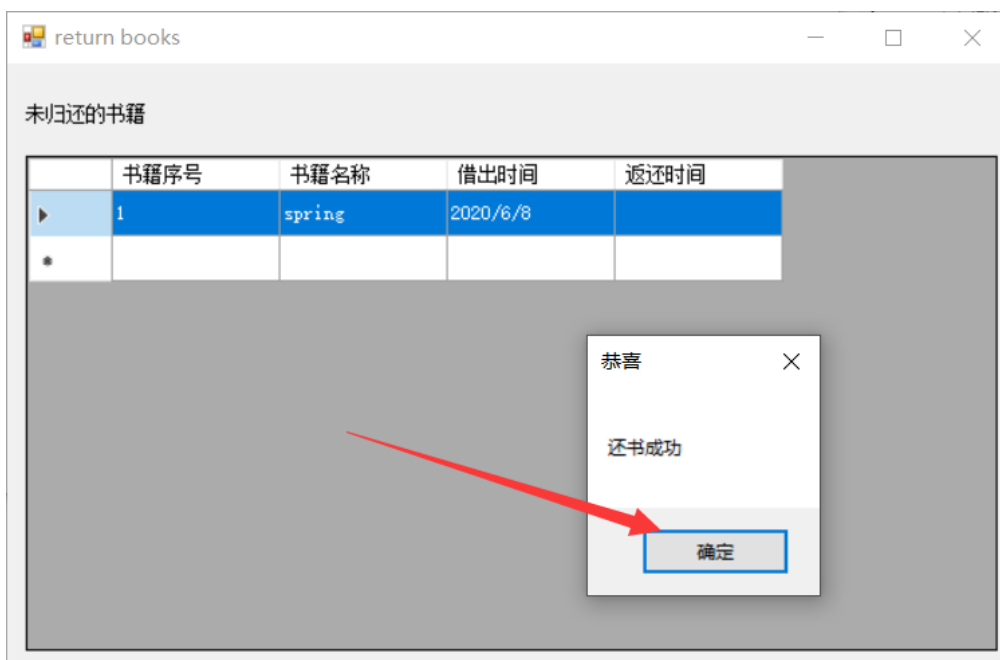 return books
未归还的书籍
书籍序号 书籍名称 借出时间 返还时间
1 spring 2020/6/8
恭喜
还书成功
确定